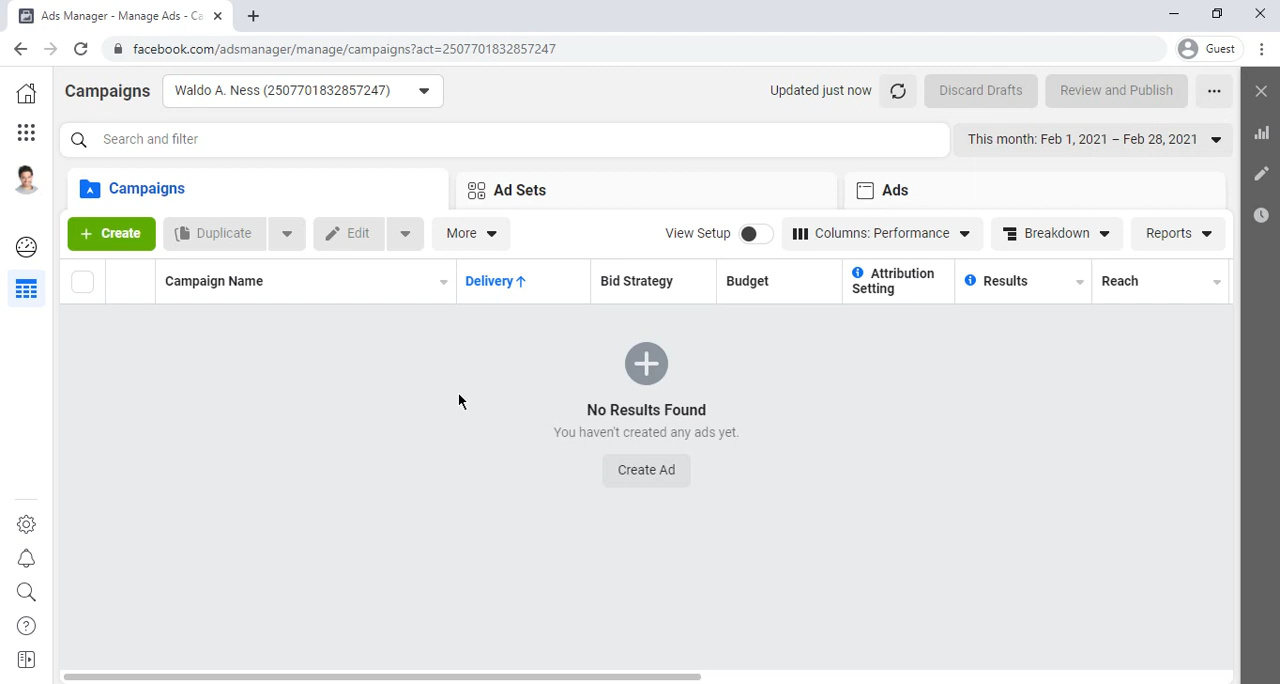 Ads Manager - Manage Ads - Ca
facebook.com/adsmanager/manage/campaigns?act=2507701832857247
Guest
Campaigns
Waldo A. Ness (2507701832857247)
Updated just now
Discard Drafts
Review and Publish
Search and filter
This month: Feb 1, 2021 – Feb 28, 2021
Campaigns
Ad Sets
Ads
+ Create
Duplicate
Edit
More
View Setup
Columns: Performance
Breakdown
Reports
Campaign Name
Delivery↑
Bid Strategy
Budget
Attribution
Setting
Results
Reach
No Results Found
You haven't created any ads yet.
Create Ad